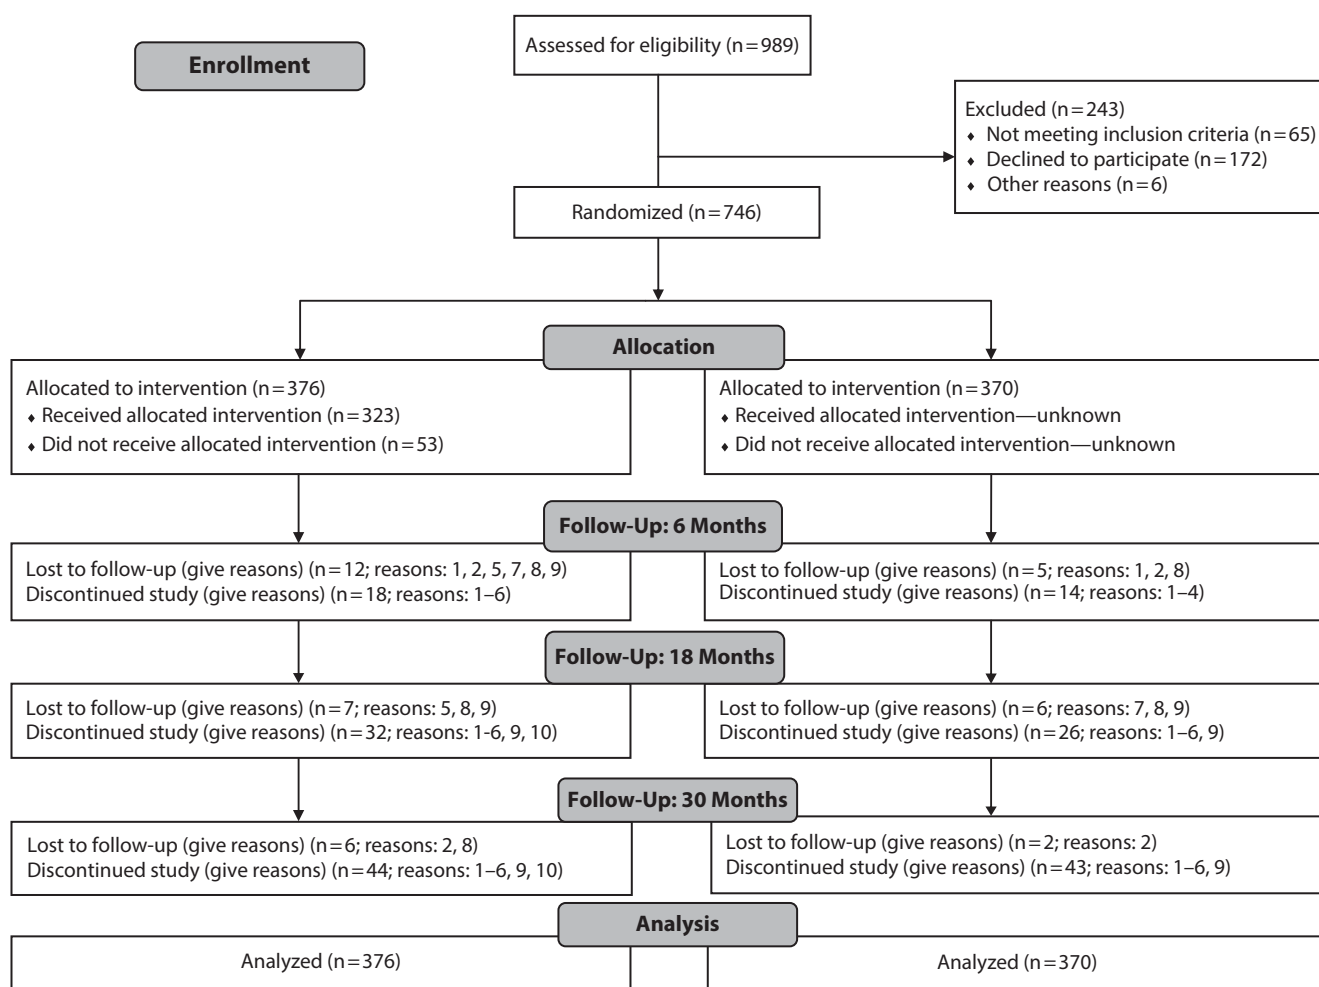 Assessed for eligibility (n=989)
Enrollment
Excluded (n=243)
♦ Not meeting inclusion criteria (n=65)
♦ Declined to participate (n=172)
♦ Other reasons (n=6)
Randomized (n=746)
Allocation
Allocated to intervention (n=376)
♦ Received allocated intervention (n=323)
♦ Did not receive allocated intervention (n=53)
Allocated to intervention (n=370)
♦ Received allocated intervention—unknown
♦ Did not receive allocated intervention—unknown
Follow-Up: 6 Months
Lost to follow-up (give reasons) (n=12; reasons: 1, 2, 5, 7, 8, 9)
Discontinued study (give reasons) (n=18; reasons: 1–6)
Lost to follow-up (give reasons) (n=5; reasons: 1, 2, 8)
Discontinued study (give reasons) (n=14; reasons: 1–4)
Follow-Up: 18 Months
Lost to follow-up (give reasons) (n=7; reasons: 5, 8, 9)
Discontinued study (give reasons) (n=32; reasons: 1-6, 9, 10)
Lost to follow-up (give reasons) (n=6; reasons: 7, 8, 9)
Discontinued study (give reasons) (n=26; reasons: 1–6, 9)
Follow-Up: 30 Months
Lost to follow-up (give reasons) (n=6; reasons: 2, 8)
Discontinued study (give reasons) (n=44; reasons: 1–6, 9, 10)
Lost to follow-up (give reasons) (n=2; reasons: 2)
Discontinued study (give reasons) (n=43; reasons: 1–6, 9)
Analysis
Analyzed (n=376)
Analyzed (n=370)